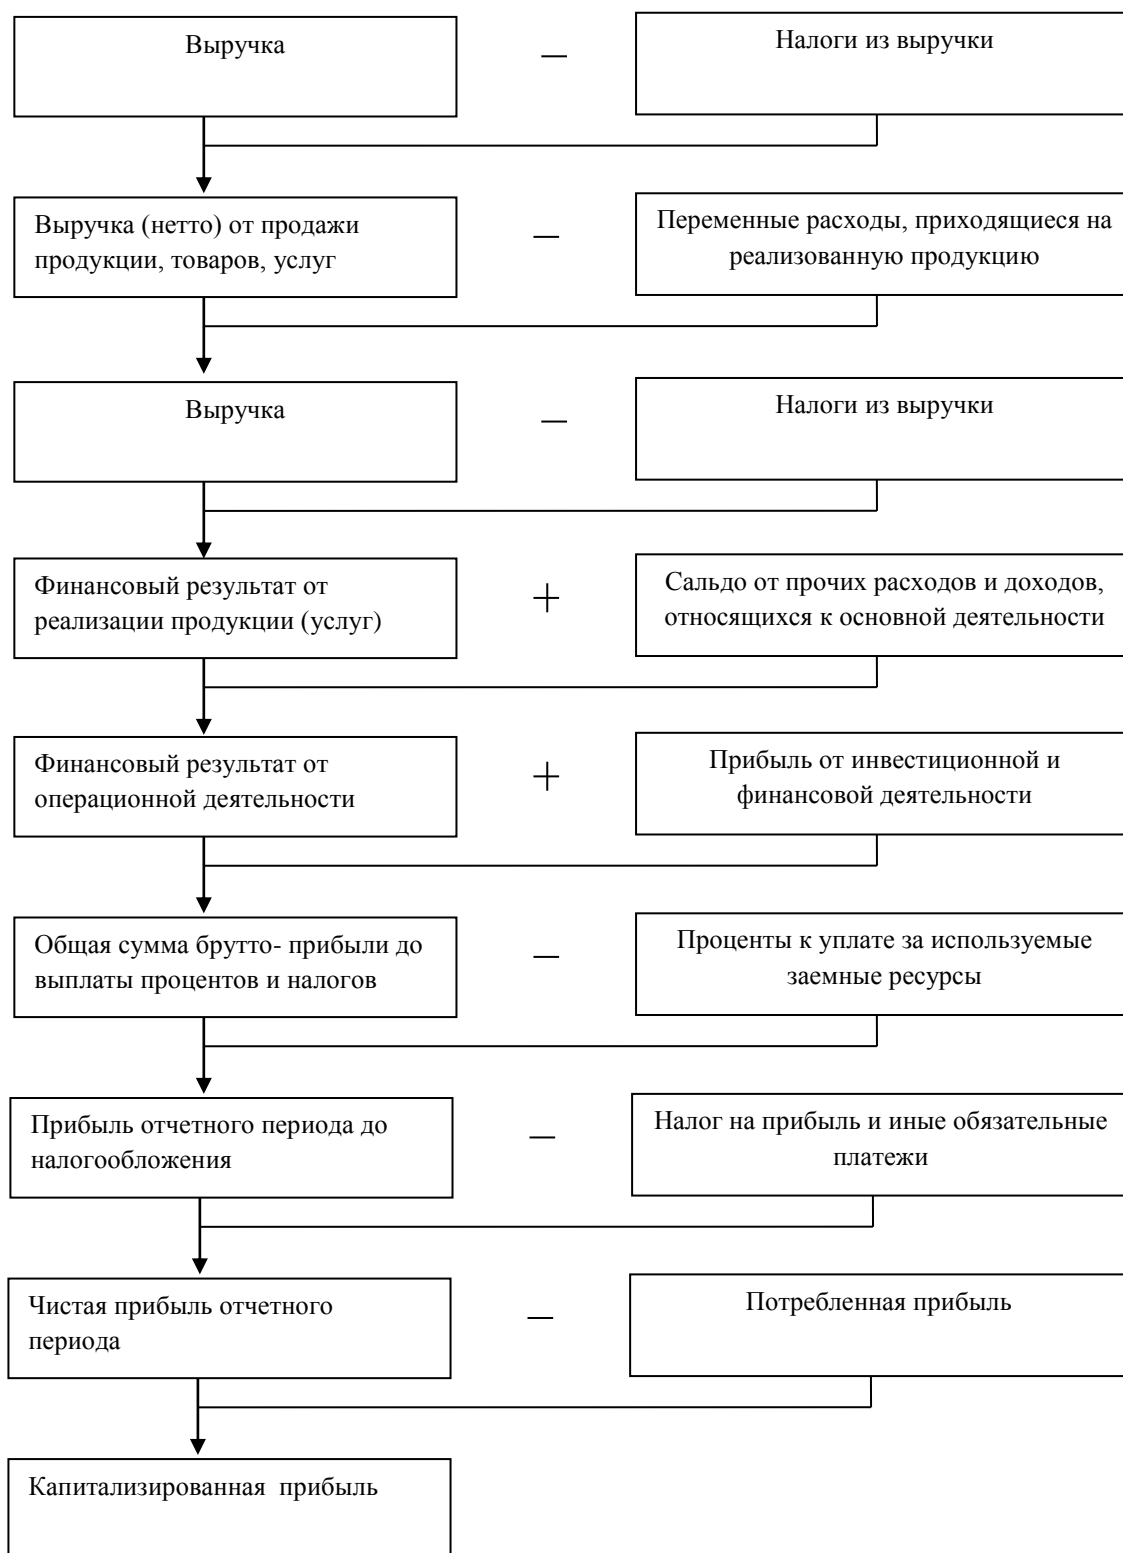 Выручка
—
Налоги из выручки
Выручка (нетто) от продажи
продукции, товаров, услуг
—
Переменные расходы, приходящиеся на
реализованную продукцию
Выручка
—
Налоги из выручки
Финансовый результат от
реализации продукции (услуг)
+
Сальдо от прочих расходов и доходов,
относящихся к основной деятельности
Финансовый результат от
операционной деятельности
+
Прибыль от инвестиционной и
финансовой деятельности
Общая сумма брутто- прибыли до
выплаты процентов и налогов
—
Проценты к уплате за используемые
заемные ресурсы
Прибыль отчетного периода до
налогообложения
—
Налог на прибыль и иные обязательные
платежи
Чистая прибыль отчетного
периода
—
Потребленная прибыль
Капитализированная прибыль